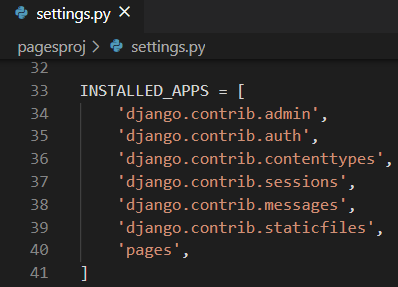 settings.py ✕
pagesproj > settings.py
32
33 INSTALLED_APPS = [
34     'django.contrib.admin',
35     'django.contrib.auth',
36     'django.contrib.contenttypes',
37     'django.contrib.sessions',
38     'django.contrib.messages',
39     'django.contrib.staticfiles',
40     'pages',
41 ]